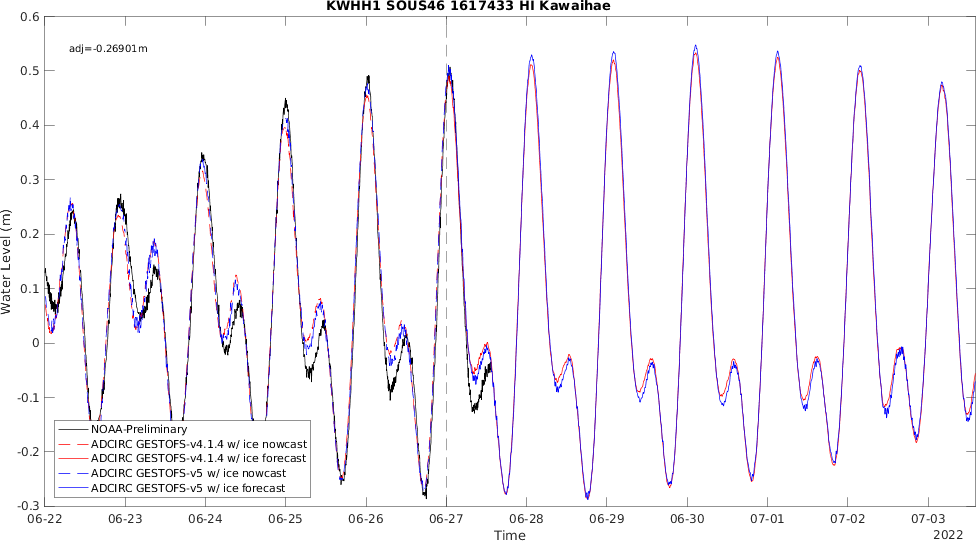 KWHH1 SOUS46 1617433 HI Kawaihae
adj=-0.26901m
0.6
0.5
0.4
0.3
0.2
0.1
0
-0.1
-0.2
-0.3
Water Level (m)
NOAA-Preliminary
ADCIRC GESTOFS-v4.1.4 w/ ice nowcast
ADCIRC GESTOFS-v4.1.4 w/ ice forecast
ADCIRC GESTOFS-v5 w/ ice nowcast
ADCIRC GESTOFS-v5 w/ ice forecast
06-22 06-23 06-24 06-25 06-26 06-27 06-28 06-29 06-30 07-01 07-02 07-03
Time
2022